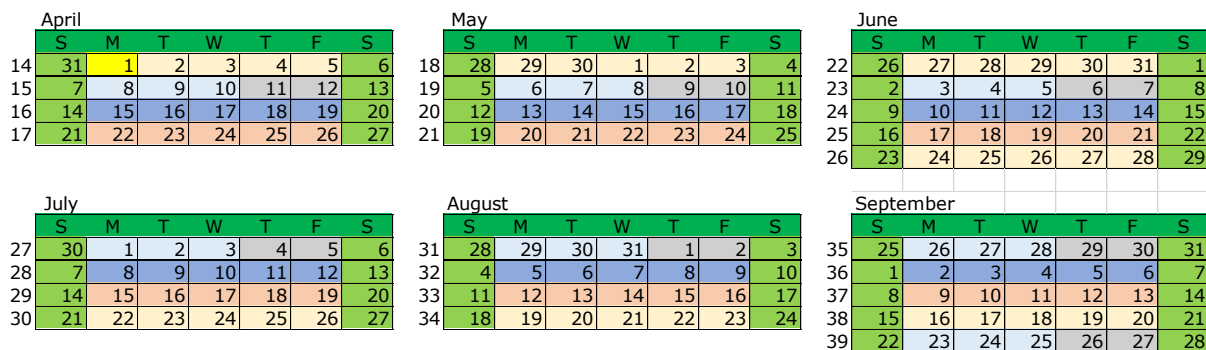 April May June
S M T W T F S S M T W T F S S M T W T F S
14 31 1 2 3 4 5 6 18 28 29 30 1 2 3 4 22 26 27 28 29 30 31 1
15 7 8 9 10 11 12 13 19 5 6 7 8 9 10 11 23 2 3 4 5 6 7 8
16 14 15 16 17 18 19 20 20 12 13 14 15 16 17 18 24 9 10 11 12 13 14 15
17 21 22 23 24 25 26 27 21 19 20 21 22 23 24 25 25 16 17 18 19 20 21 22
26 23 24 25 26 27 28 29
July August September
S M T W T F S S M T W T F S S M T W T F S
27 30 1 2 3 4 5 6 31 28 29 30 31 1 2 3 35 25 26 27 28 29 30 31
28 7 8 9 10 11 12 13 32 4 5 6 7 8 9 10 36 1 2 3 4 5 6 7
29 14 15 16 17 18 19 20 33 11 12 13 14 15 16 17 37 8 9 10 11 12 13 14
30 21 22 23 24 25 26 27 34 18 19 20 21 22 23 24 38 15 16 17 18 19 20 21
39 22 23 24 25 26 27 28